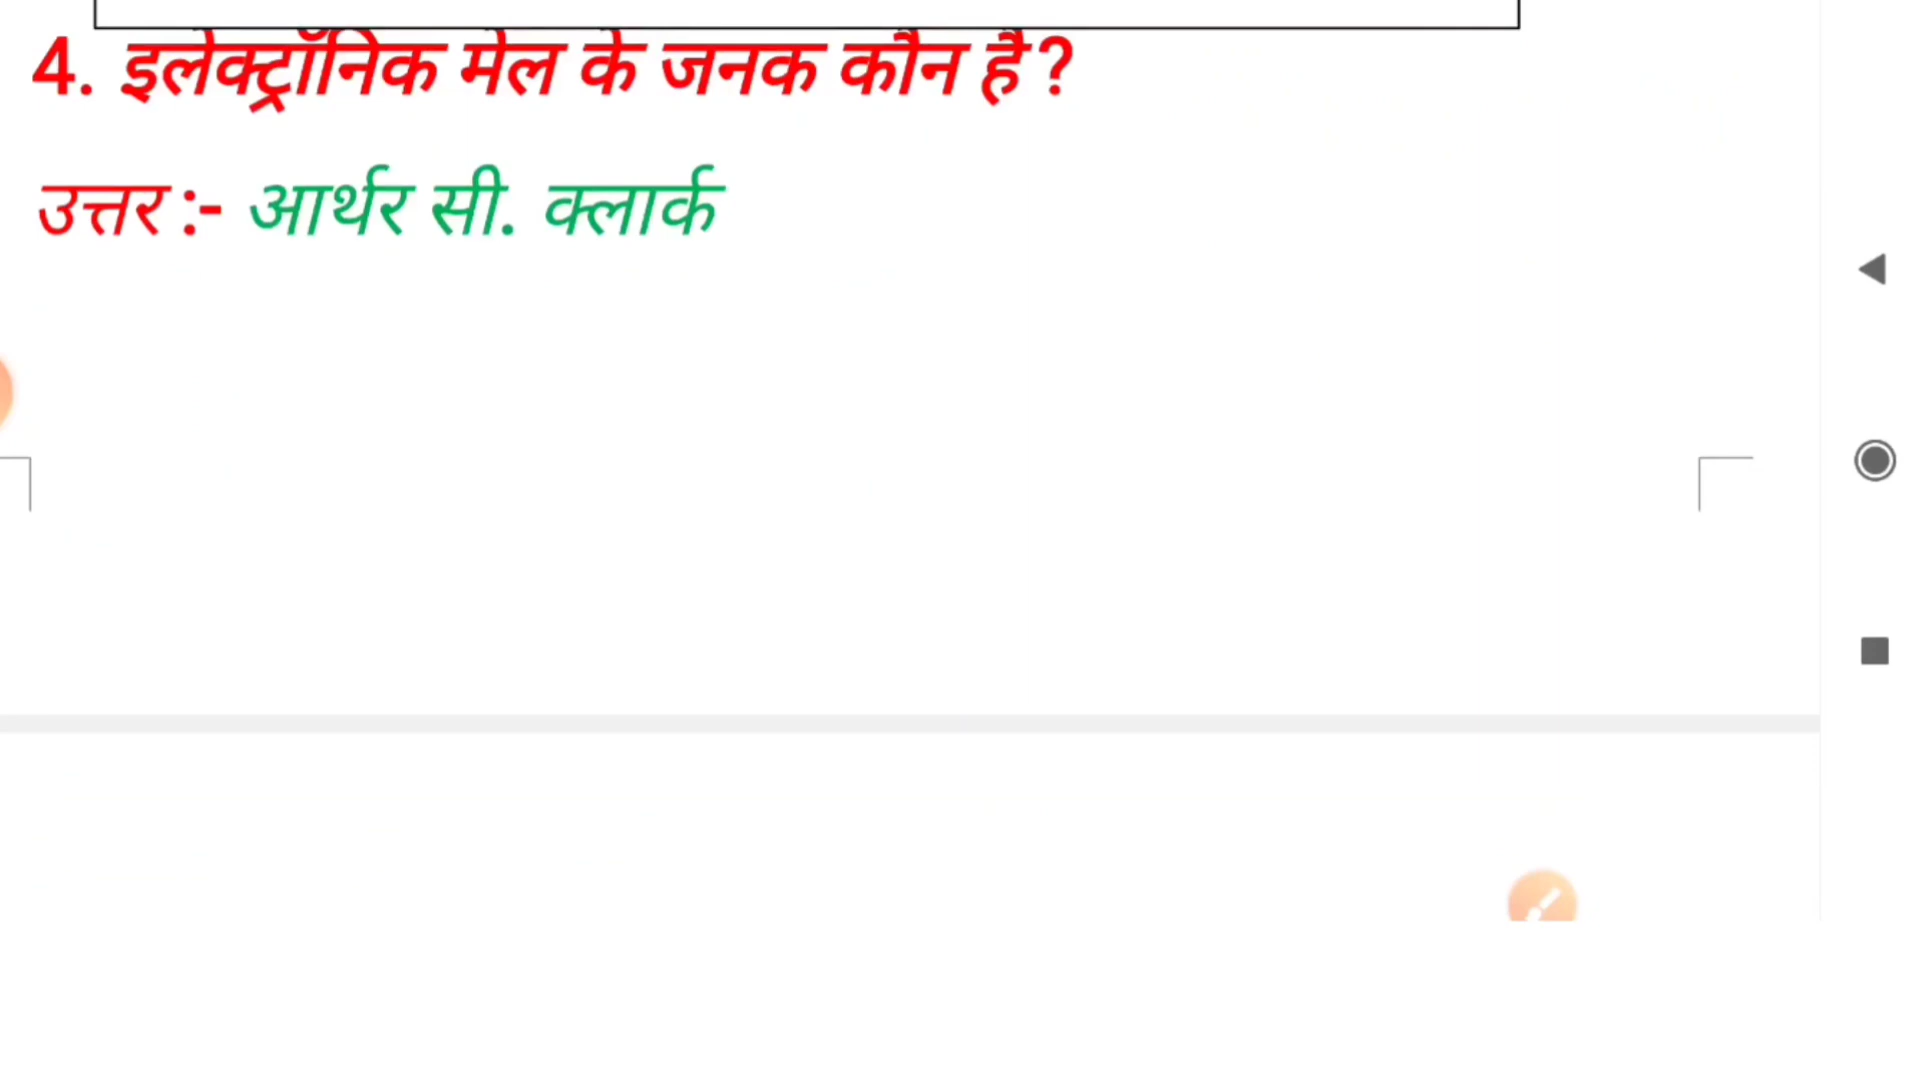 4. इलेक्ट्रॉनिक मेल के जनक कौन है?
उत्तर :- आर्थर सी. क्लार्क